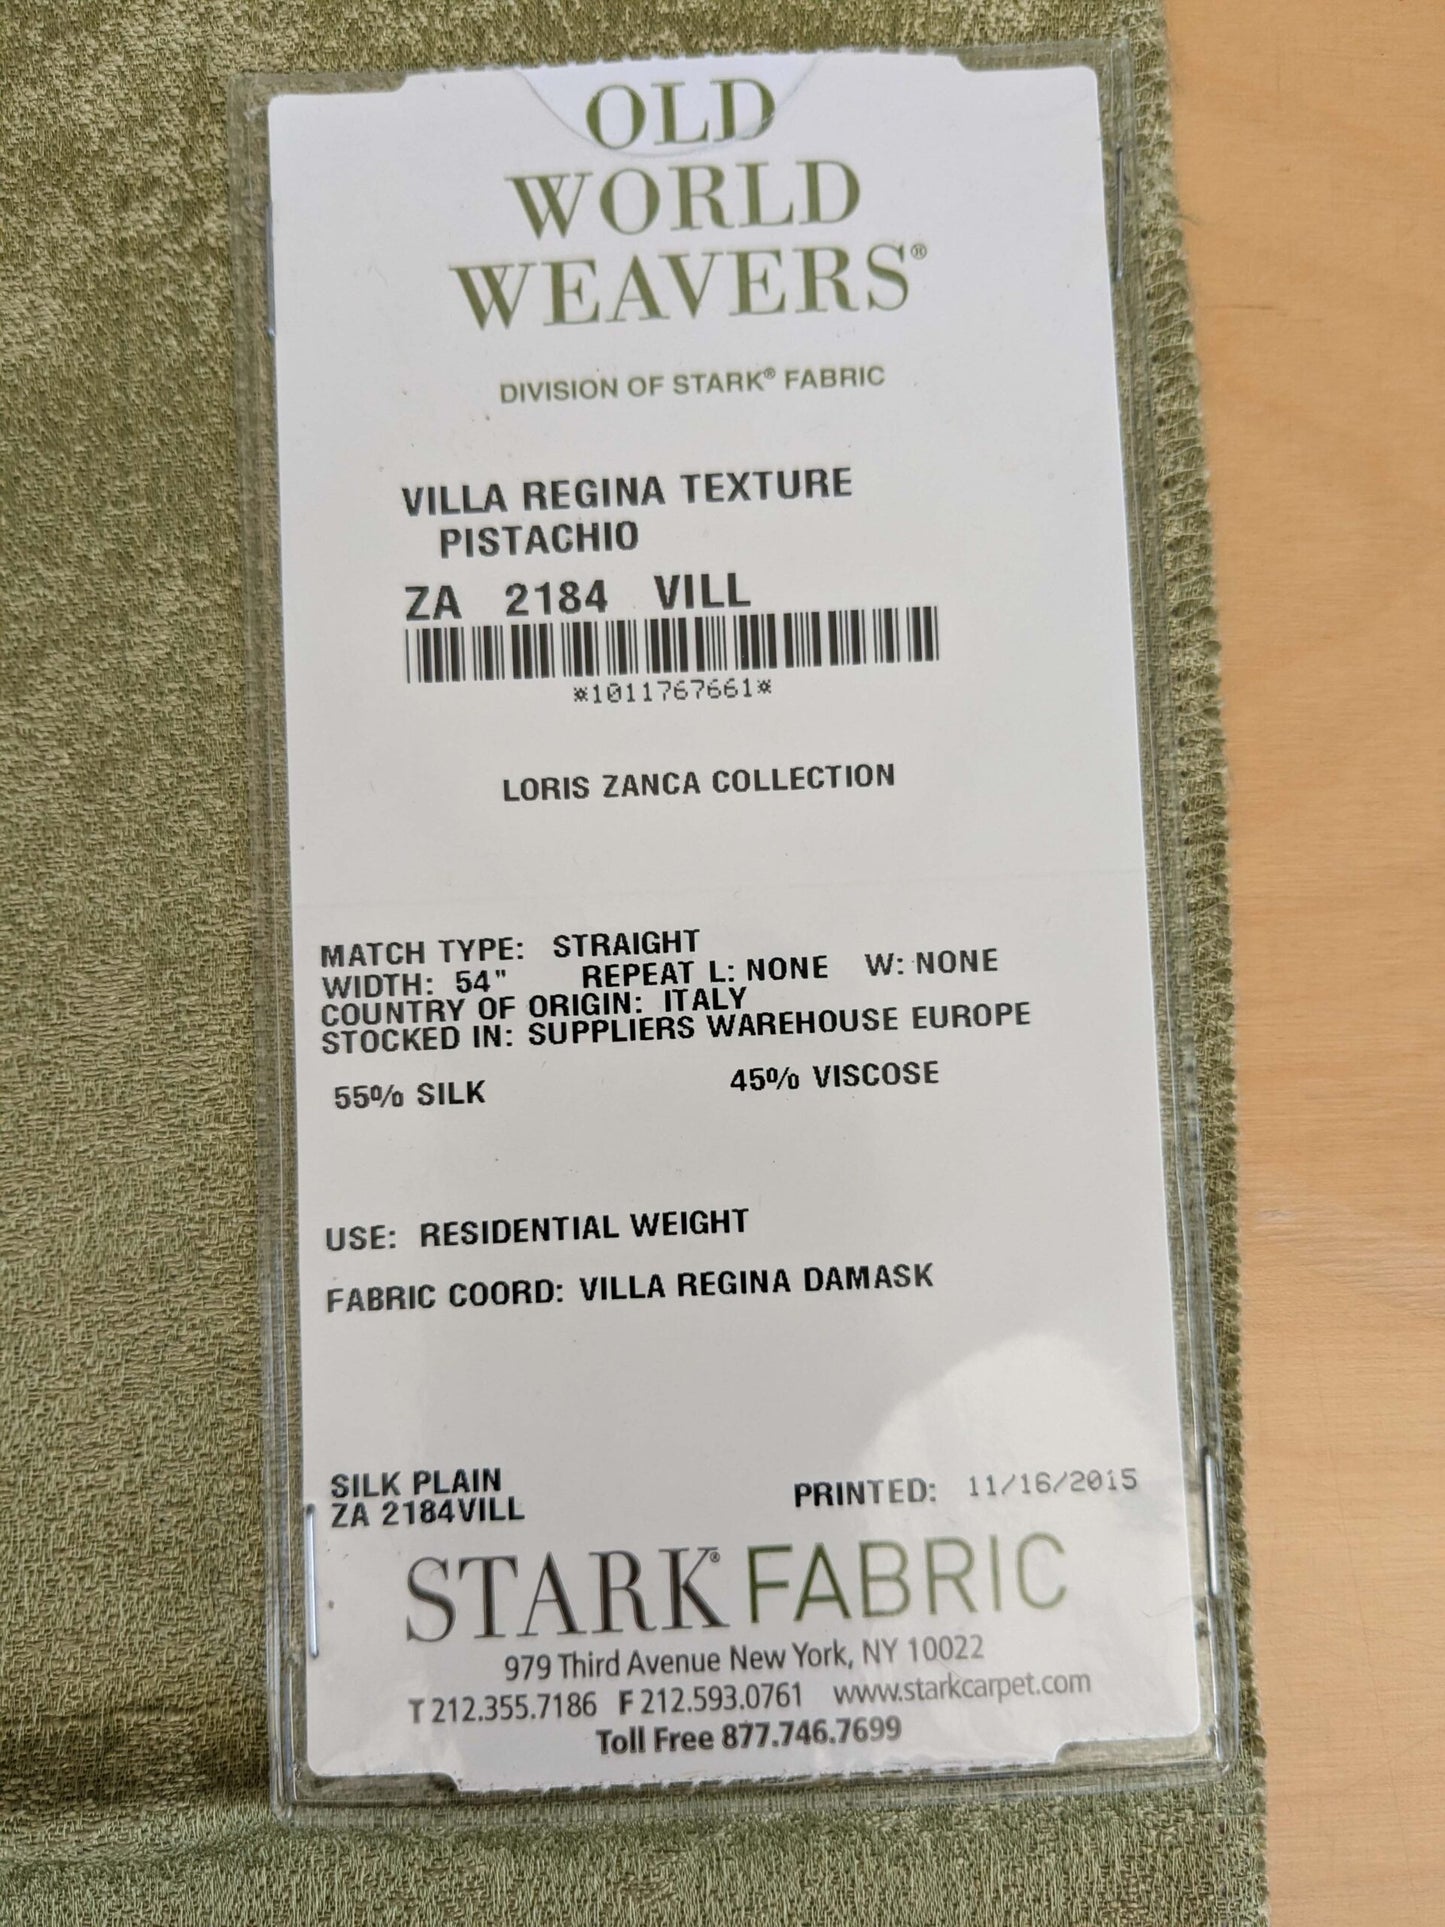 OLD
WORLD
WEAVERS®
DIVISION OF STARK® FABRIC
VILLA REGINA TEXTURE
PISTACHIO
ZA 2184 VILL
*1011767661*
LORIS ZANCA COLLECTION
MATCH TYPE: STRAIGHT
WIDTH: 54" REPEAT L: NONE W: NONE
COUNTRY OF ORIGIN: ITALY
STOCKED IN: SUPPLIERS WAREHOUSE EUROPE
55% SILK 45% VISCOSE
USE: RESIDENTIAL WEIGHT
FABRIC COORD: VILLA REGINA DAMASK
SILK PLAIN
ZA 2184VILL PRINTED: 11/16/2015
STARK® FABRIC
979 Third Avenue New York, NY 10022
T 212.355.7186 F 212.593.0761 www.starkcarpet.com
Toll Free 877.746.7699